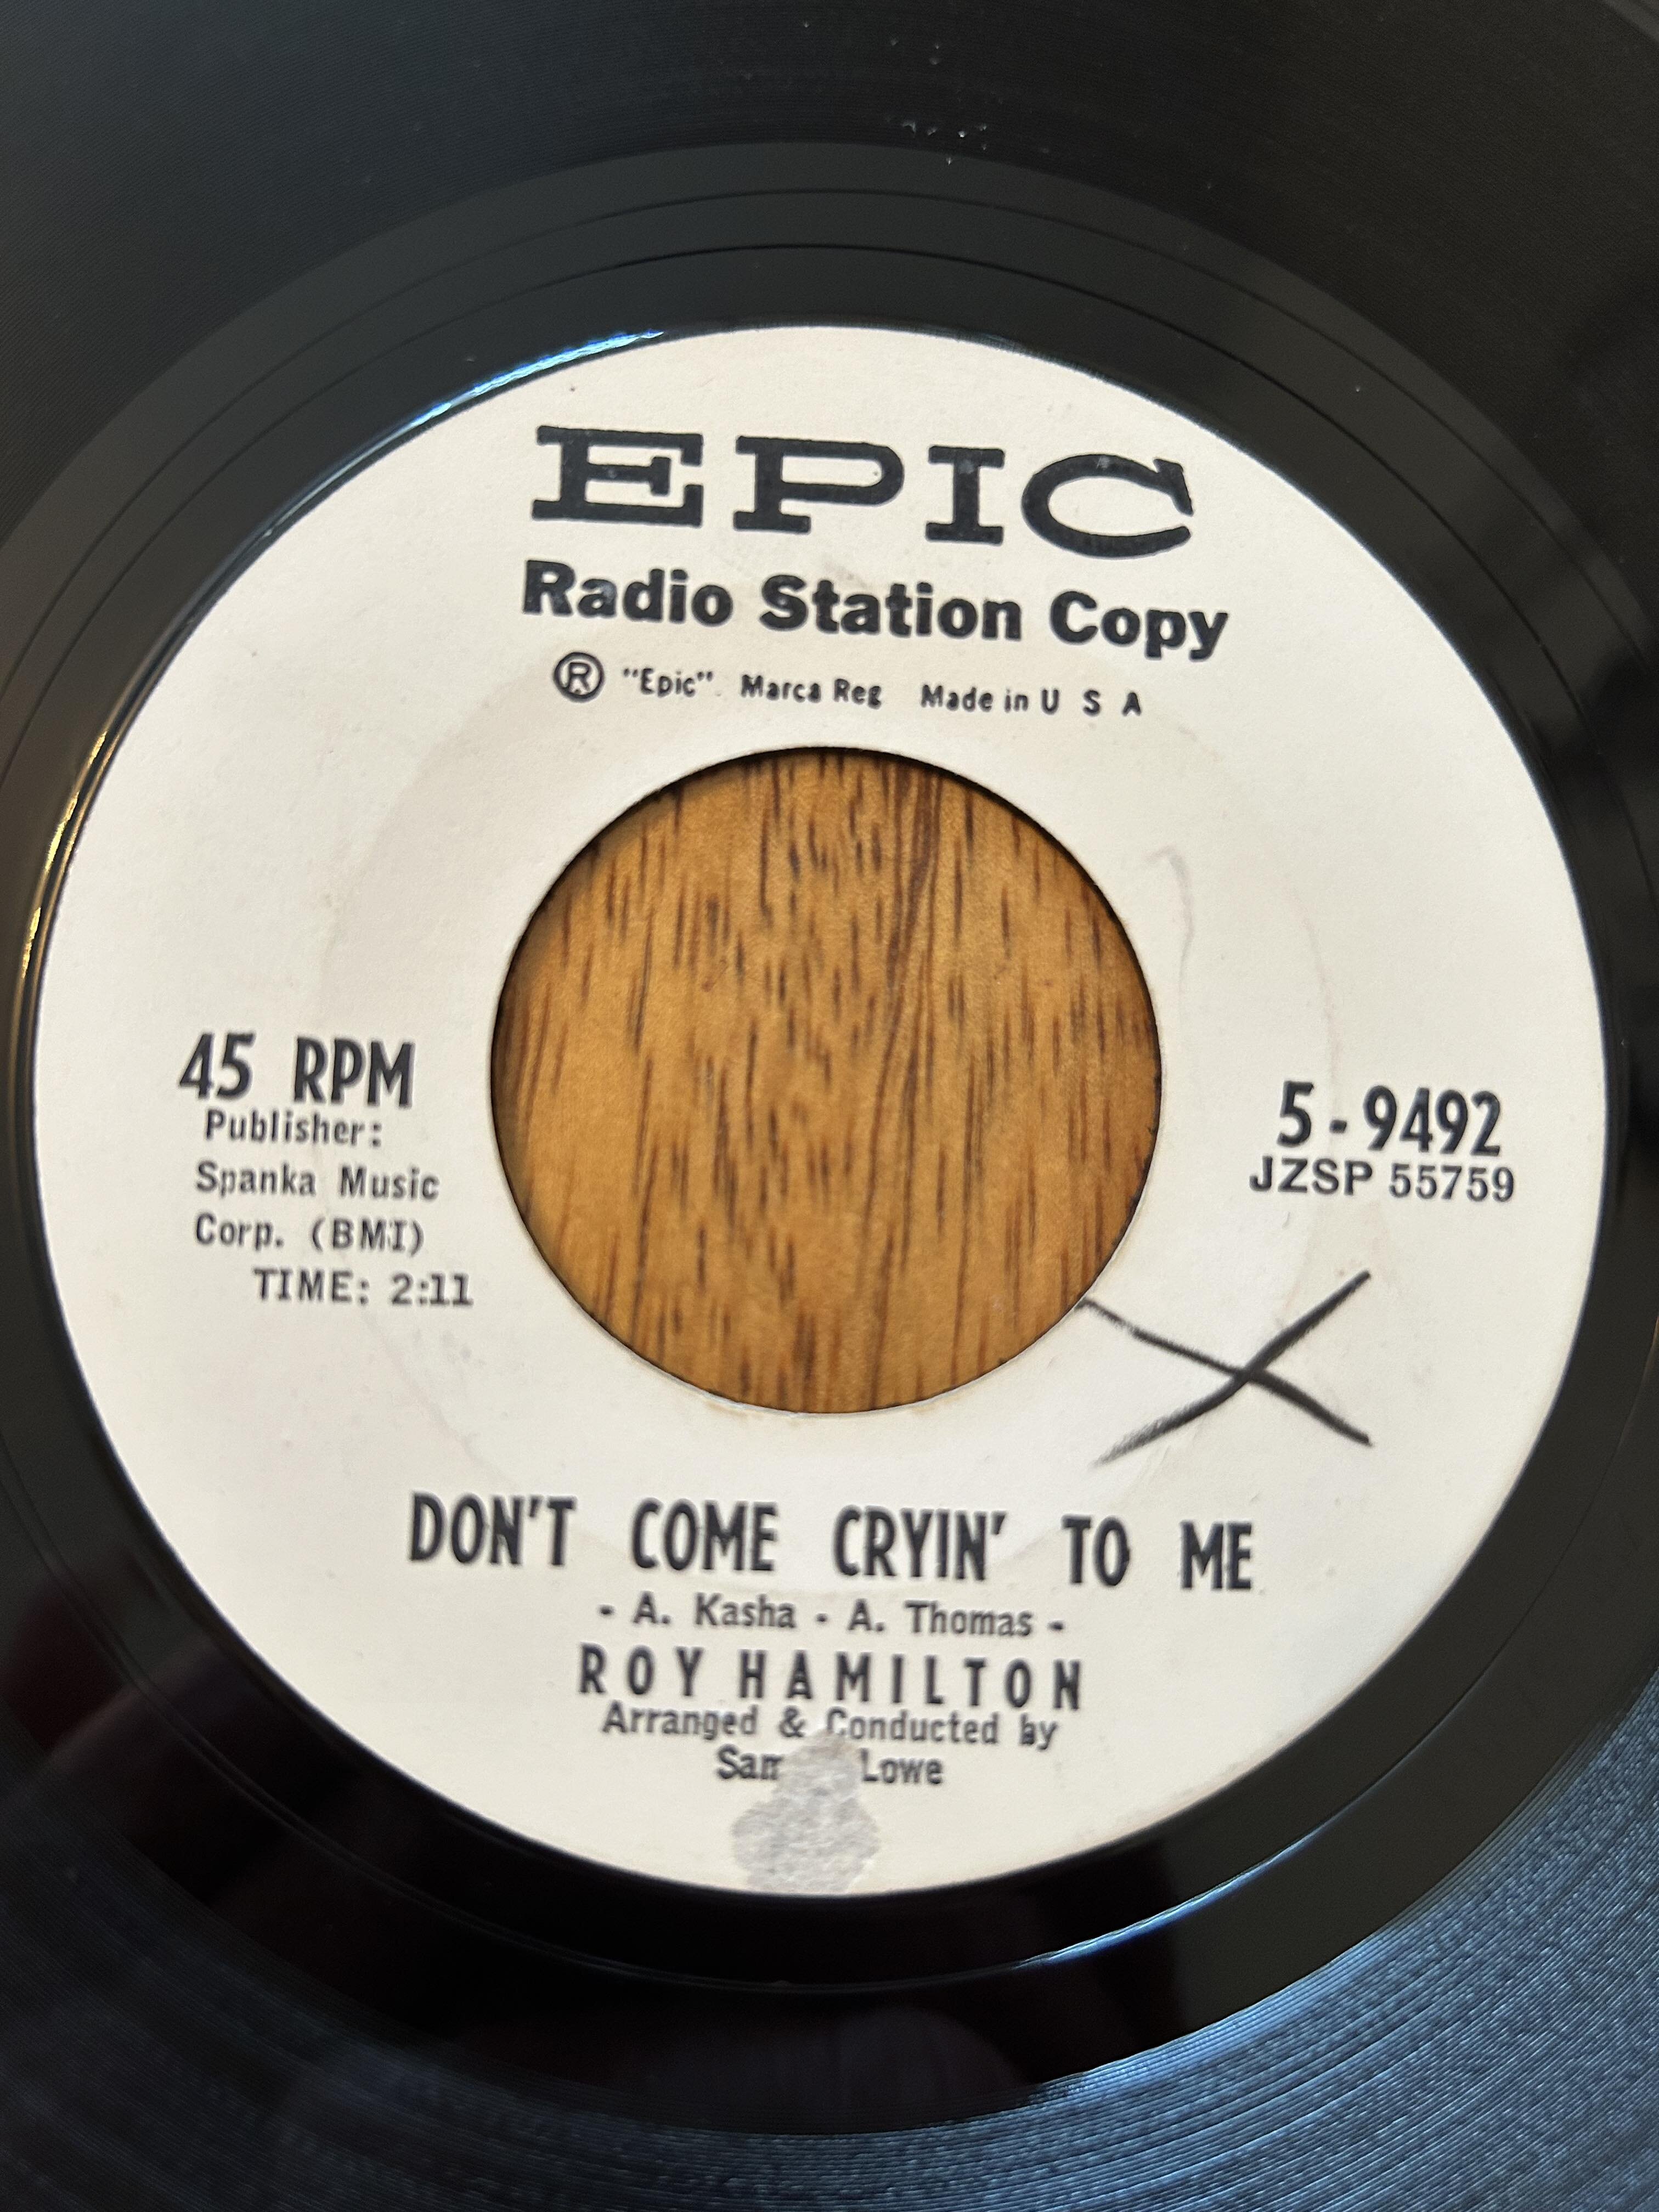 EPIC
Radio Station Copy
® "Epic". Marca Reg Made in U S A
45 RPM
Publisher:
Spanka Music
Corp. (BMI)
TIME: 2:11
5-9492
JZSP 55759
X
DON'T COME CRYIN' TO ME
- A. Kasha - A. Thomas -
ROY HAMILTON
Arranged & Conducted by
Lowe